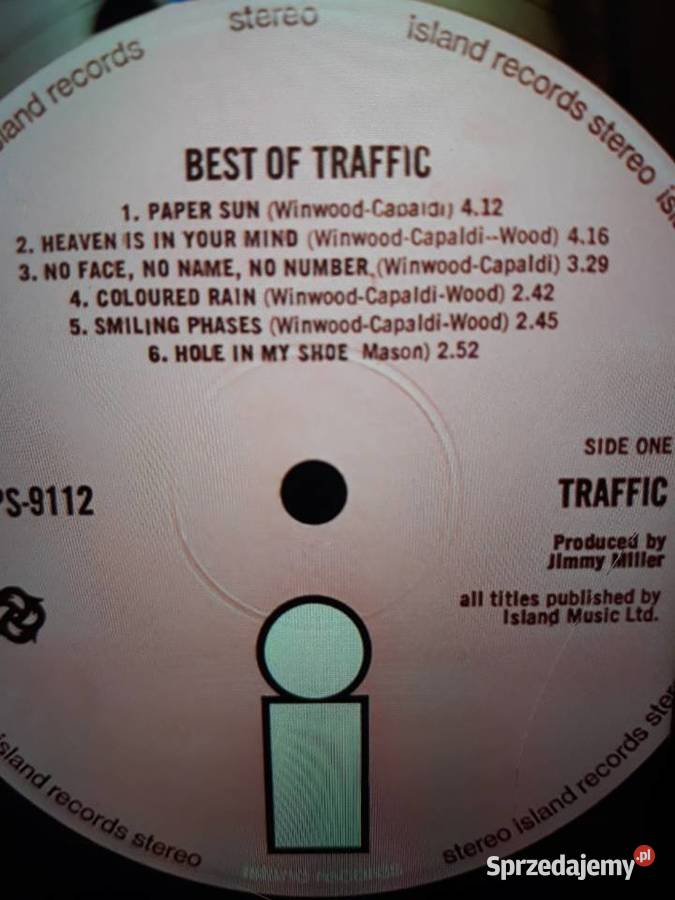 stereo
island records
island records stereo
BEST OF TRAFFIC
1. PAPER SUN (Winwood-Capaldi) 4.12
2. HEAVEN IS IN YOUR MIND (Winwood-Capaldi--Wood) 4.16
3. NO FACE, NO NAME, NO NUMBER (Winwood-Capaldi) 3.29
4. COLOURED RAIN (Winwood-Capaldi-Wood) 2.42
5. SMILING PHASES (Winwood-Capaldi-Wood) 2.45
6. HOLE IN MY SHOE Mason) 2.52
SIDE ONE
PS-9112
TRAFFIC
Produced by
Jimmy Miller
all titles published by
Island Music Ltd.
island records stereo
stereo island records ster
Sprzedajemy.pl